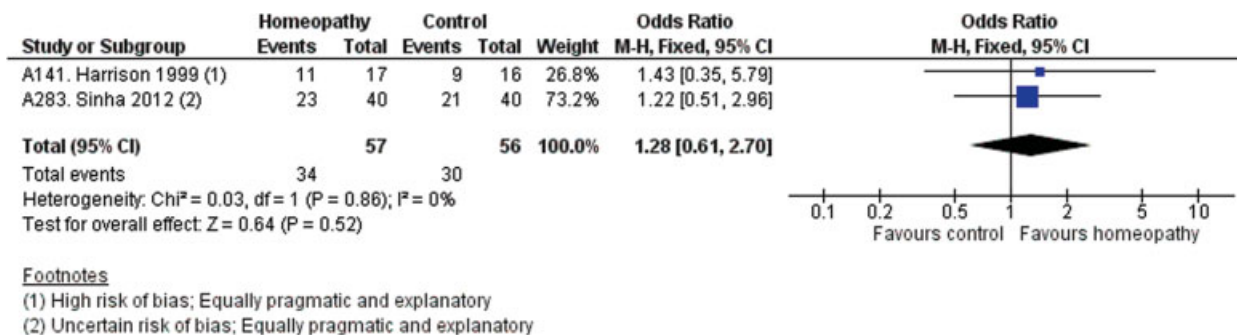 Homeopathy Control Odds Ratio Odds Ratio
Study or Subgroup Events Total Events Total Weight M-H, Fixed, 95% CI M-H, Fixed, 95% CI
A141. Harrison 1999 (1) 11 17 9 16 26.8% 1.43 [0.35, 5.79]
A283. Sinha 2012 (2) 23 40 21 40 73.2% 1.22 [0.51, 2.96]
Total (95% CI) 57 56 100.0% 1.28 [0.61, 2.70]
Total events 34 30
Heterogeneity: Chi² = 0.03, df = 1 (P = 0.86); I² = 0%
Test for overall effect: Z = 0.64 (P = 0.52)
0.1 0.2 0.5 1 2 5 10
Favours control Favours homeopathy
Footnotes
(1) High risk of bias; Equally pragmatic and explanatory
(2) Uncertain risk of bias; Equally pragmatic and explanatory